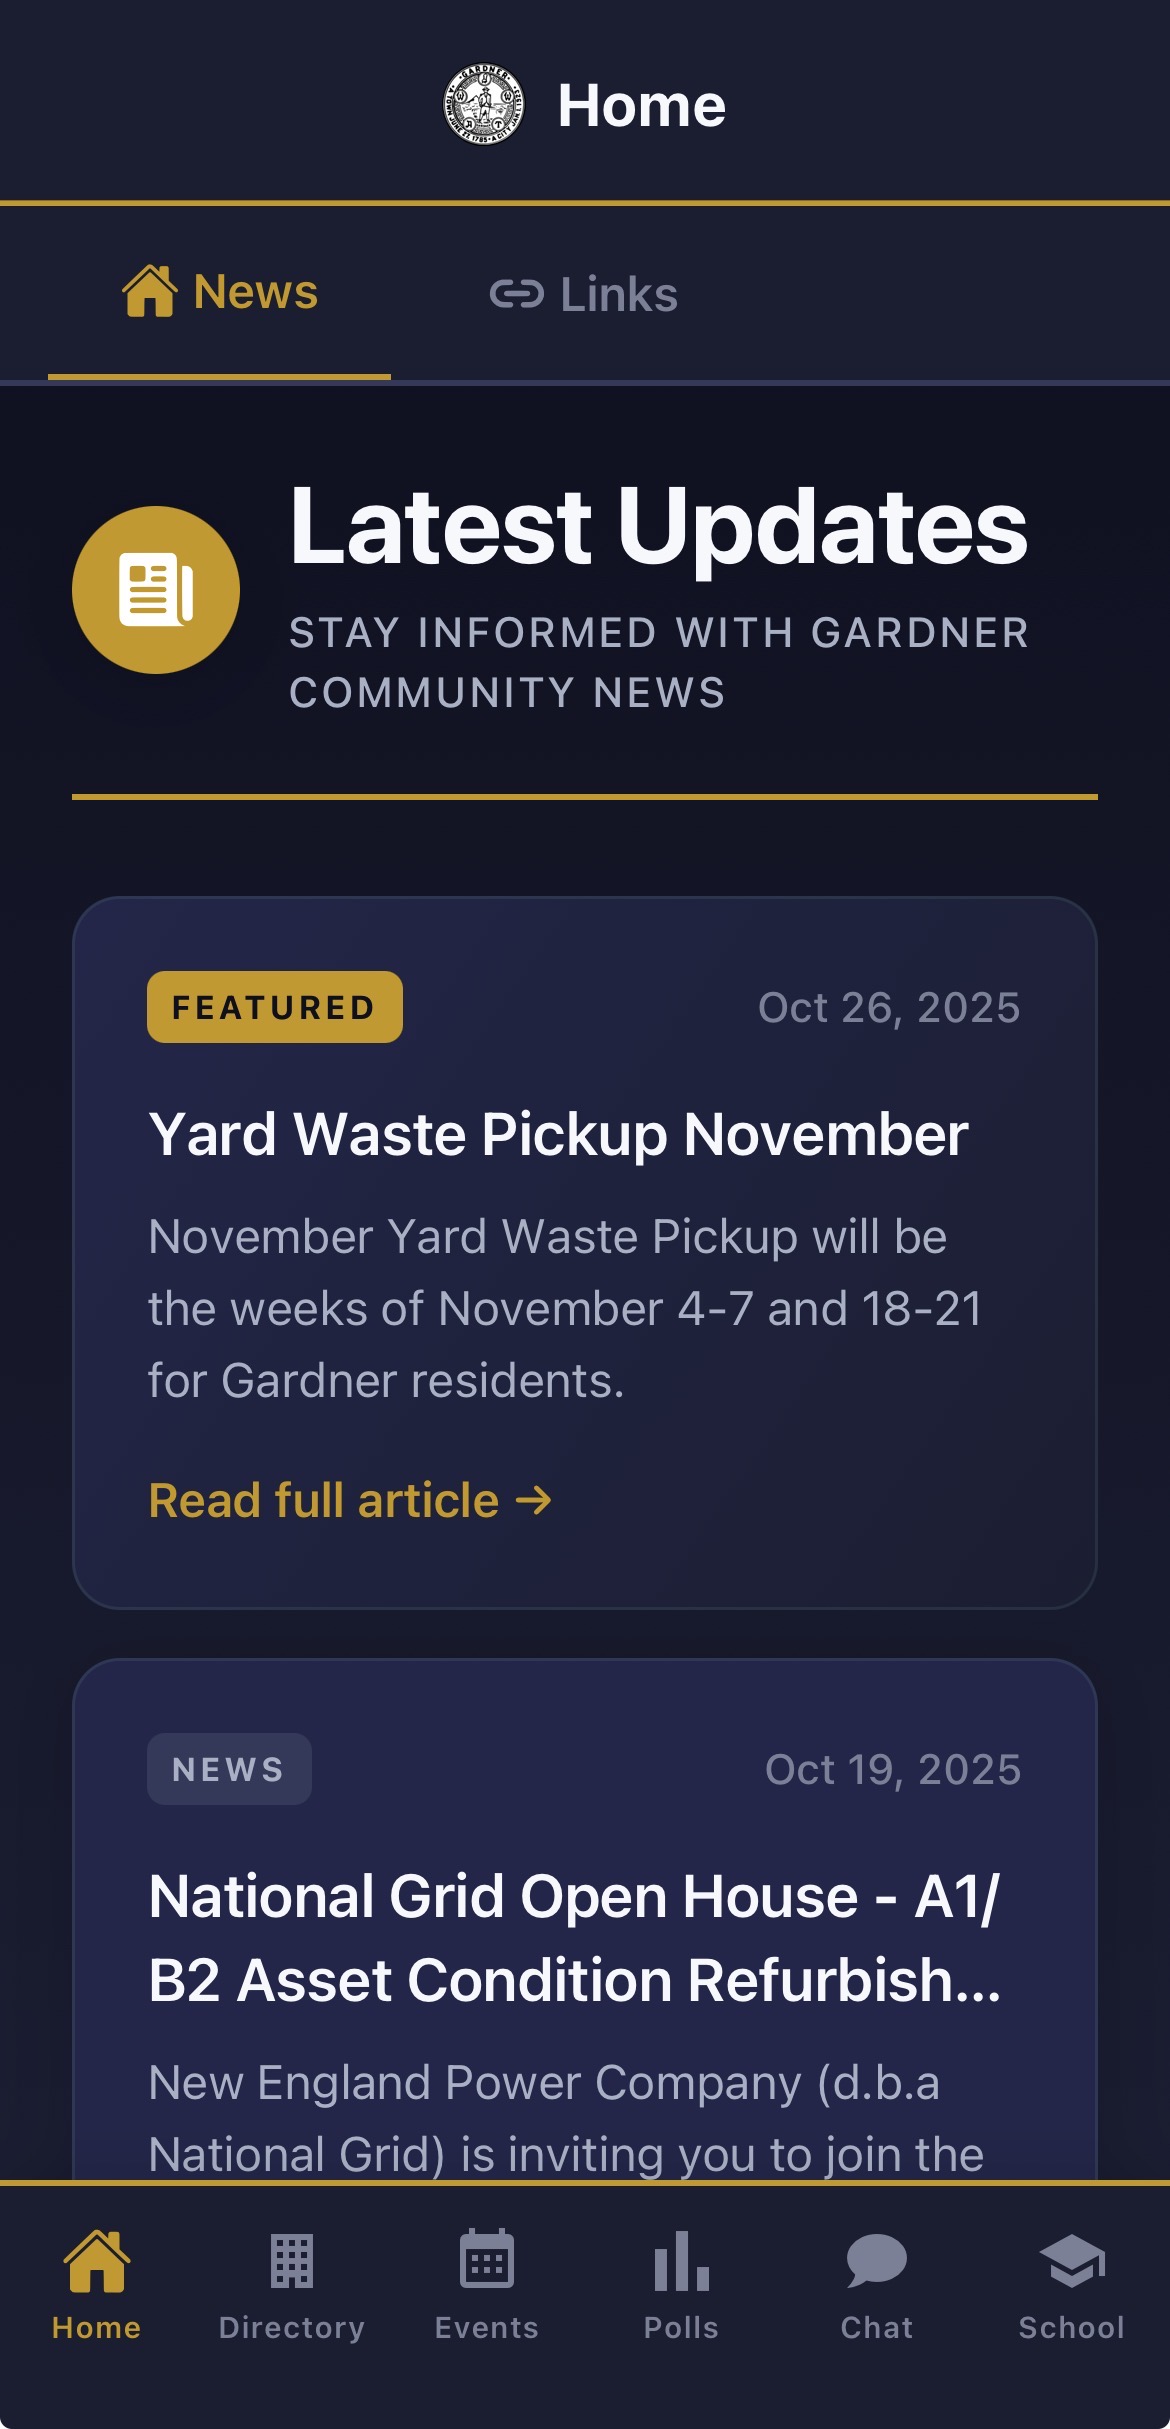 GARDNER
Home
News
Links
Latest Updates
STAY INFORMED WITH GARDNER
COMMUNITY NEWS
FEATURED
Oct 26, 2025
Yard Waste Pickup November
November Yard Waste Pickup will be
the weeks of November 4-7 and 18-21
for Gardner residents.
Read full article →
NEWS
Oct 19, 2025
National Grid Open House - A1/
B2 Asset Condition Refurbish...
New England Power Company (d.b.a
National Grid) is inviting you to join the
Home
Directory
Events
Polls
Chat
School